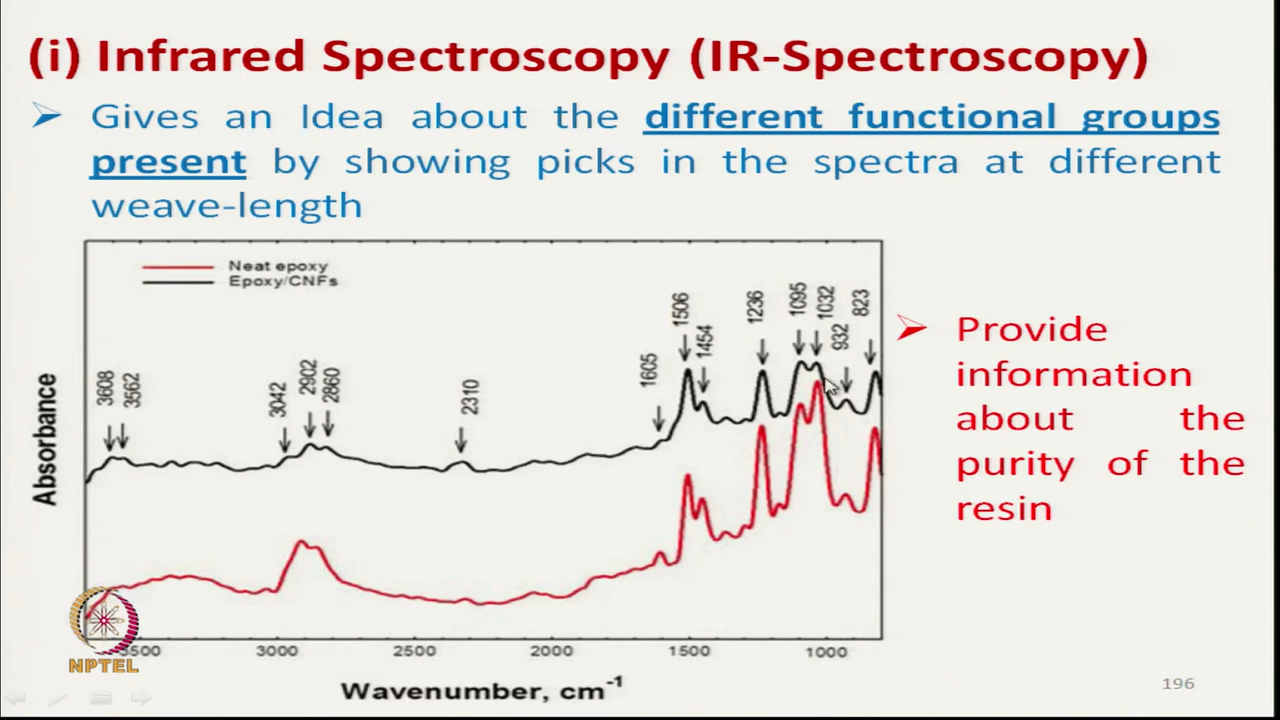 (i) Infrared Spectroscopy (IR-Spectroscopy)
Gives an Idea about the different functional groups
present by showing picks in the spectra at different
weave-length
Neat epoxy
Epoxy/CNFs
Absorbance
3608
3562
3042
2902
2860
2310
1605
1506
1454
1236
1095
1032
932
823
3500
3000
2500
2000
1500
1000
Wavenumber, cm-1
Provide
information
about the
purity of the
resin
NPTEL
196